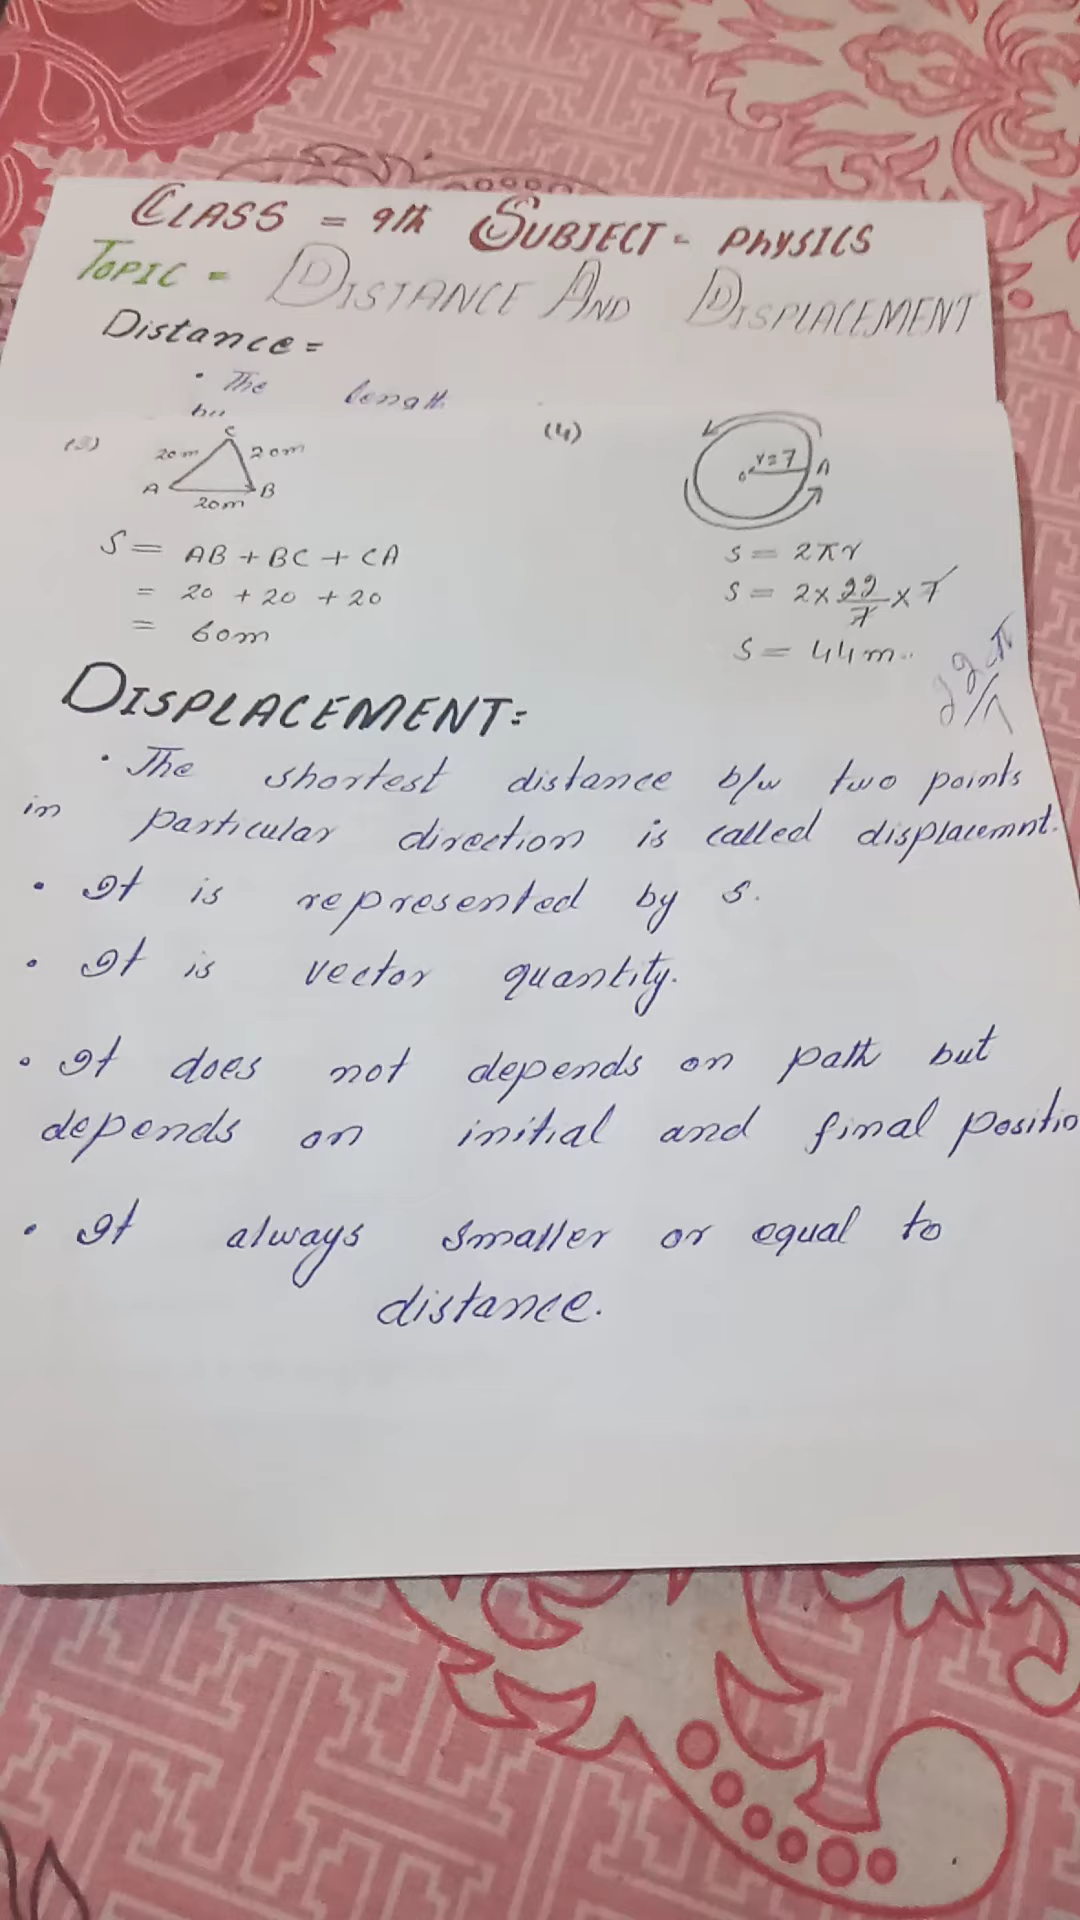 CLASS = 9th SUBJECT - PHYSICS
TOPIC = DISTANCE AND DISPLACEMENT
Distance =
• The length
(3)
C
20m 20m
A B
20m
S = AB + BC + CA
= 20 + 20 + 20
= 60m
(4)
o r=7 A
S = 2πr
S = 2 x 22/7 x 7
S = 44m.
DISPLACEMENT:
• The shortest distance b/w two points
in particular direction is called displacemnt.
• It is represented by s.
• It is vector quantity.
• It does not depends on path but
depends on initial and final positio
• It always smaller or equal to
distance.